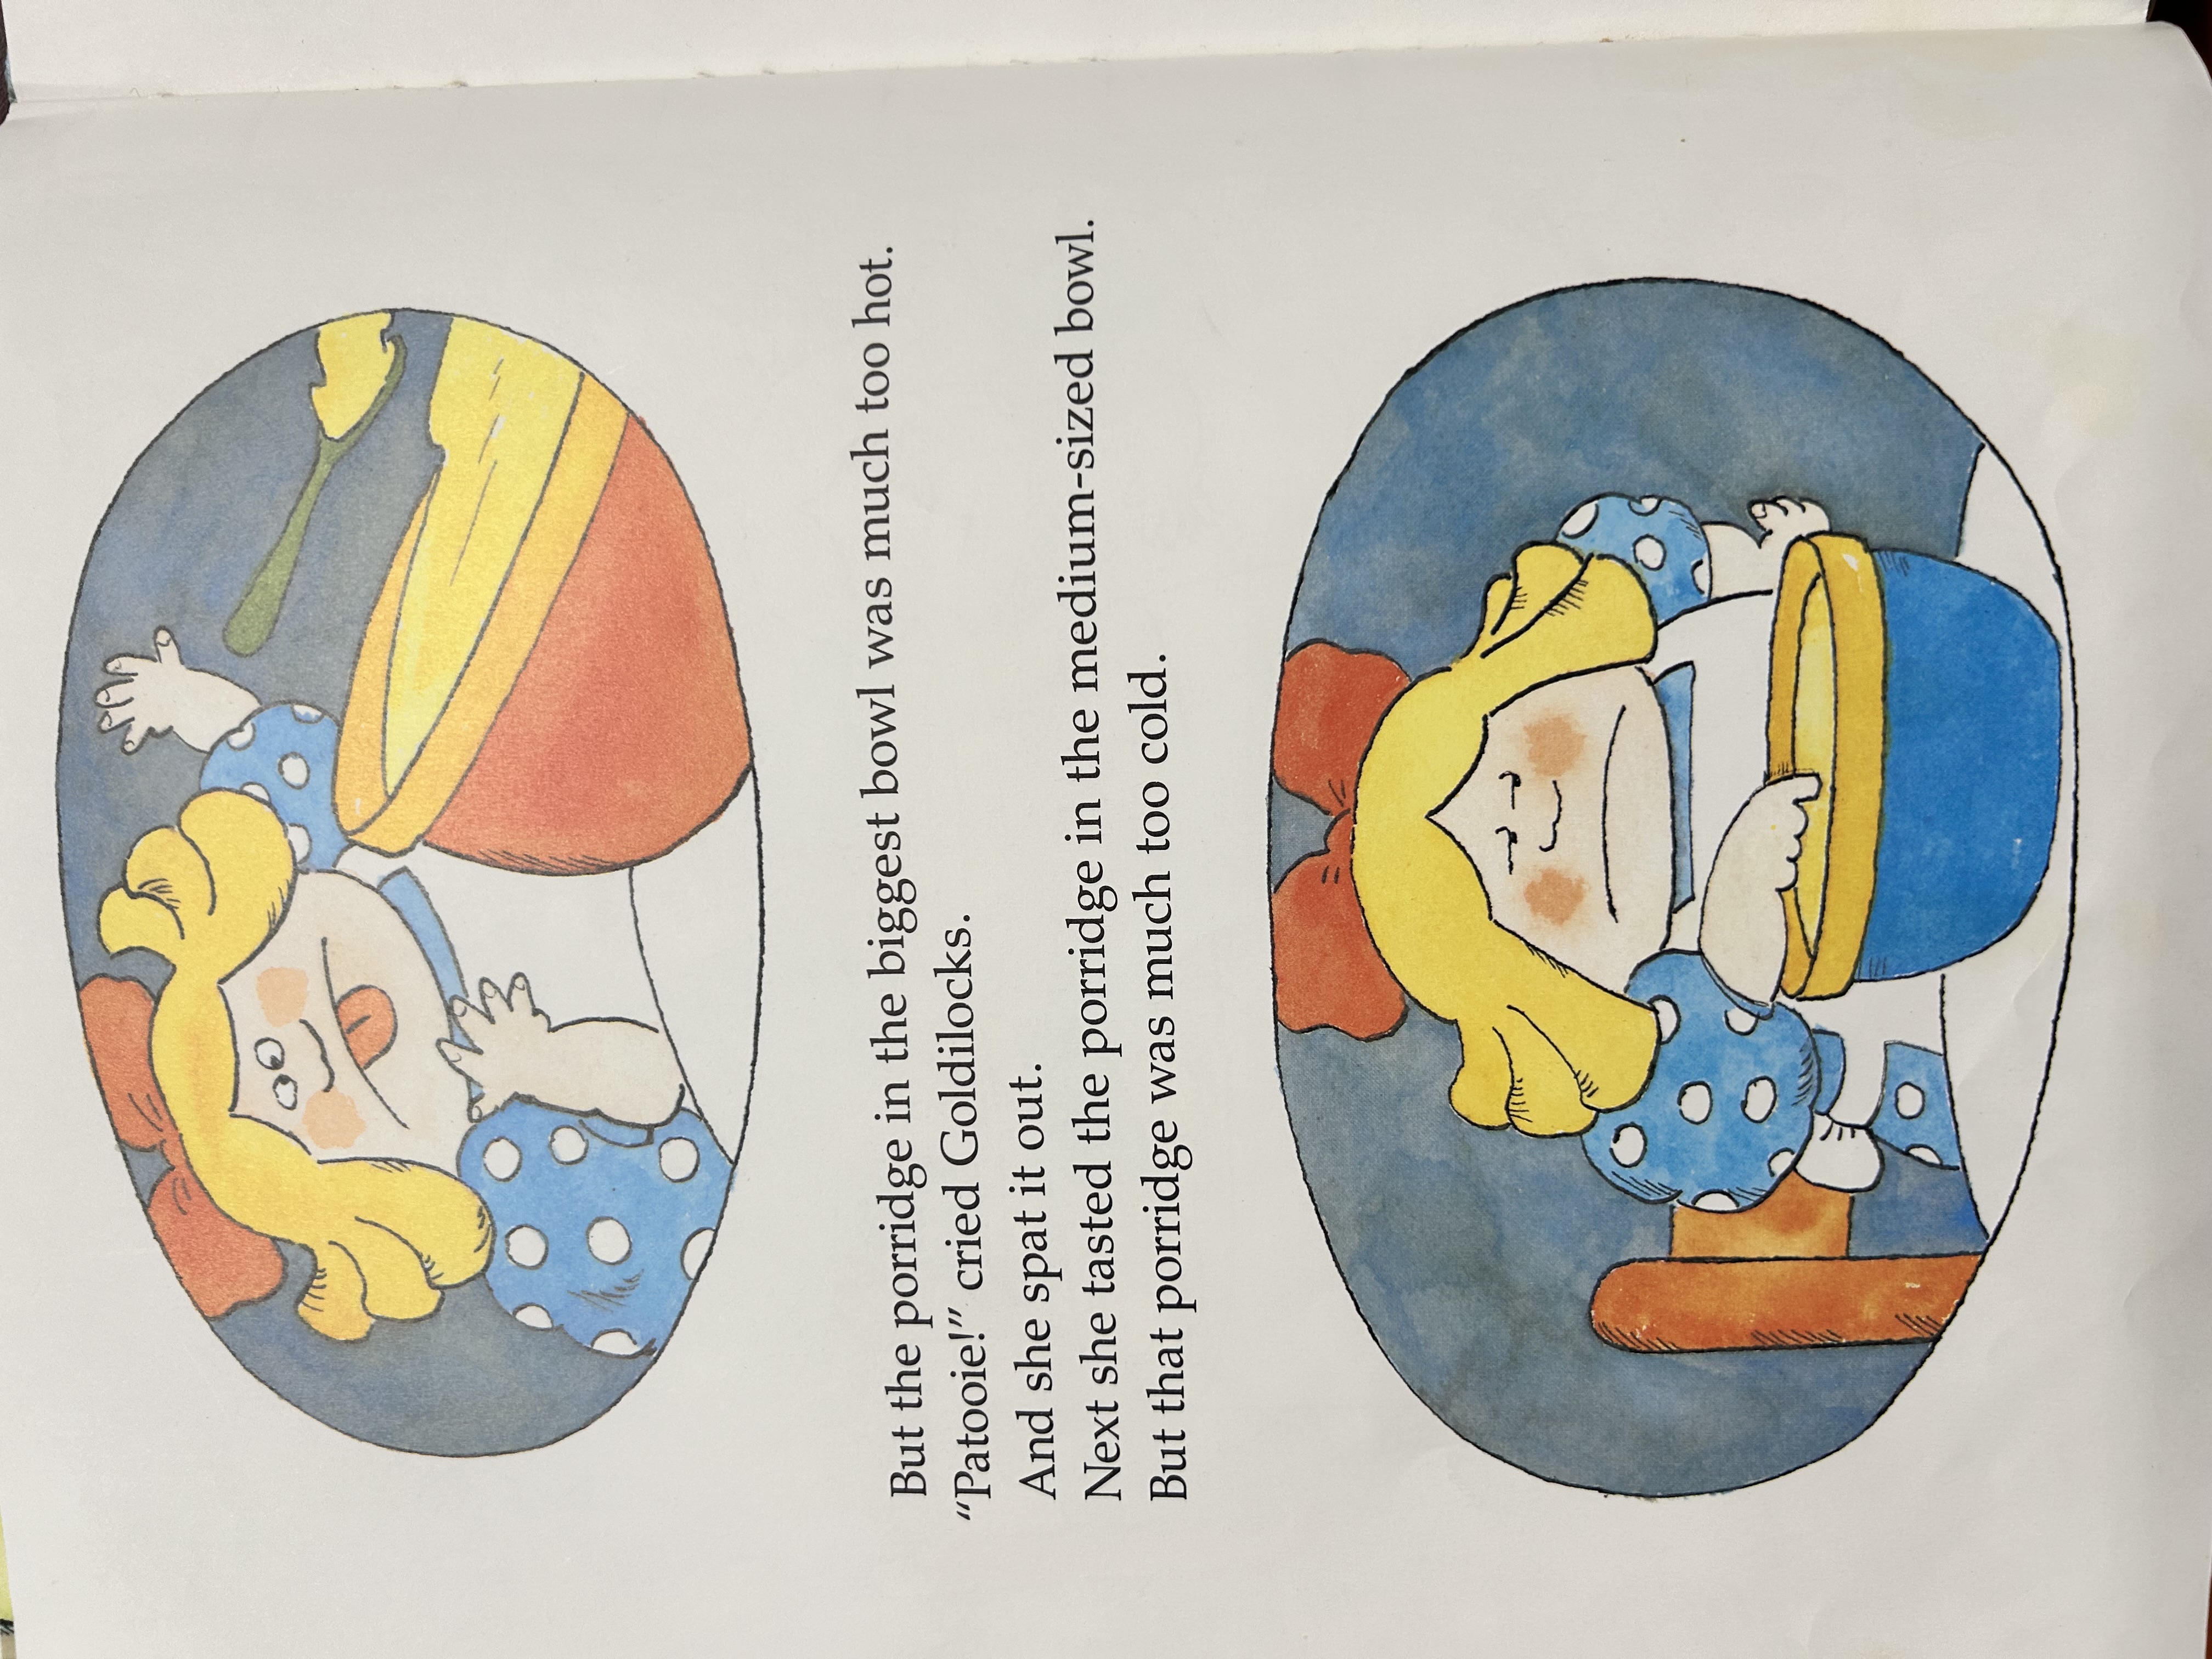 But the porridge in the biggest bowl was much too hot.
“Patooie!” cried Goldilocks.
And she spat it out.
Next she tasted the porridge in the medium-sized bowl.
But that porridge was much too cold.